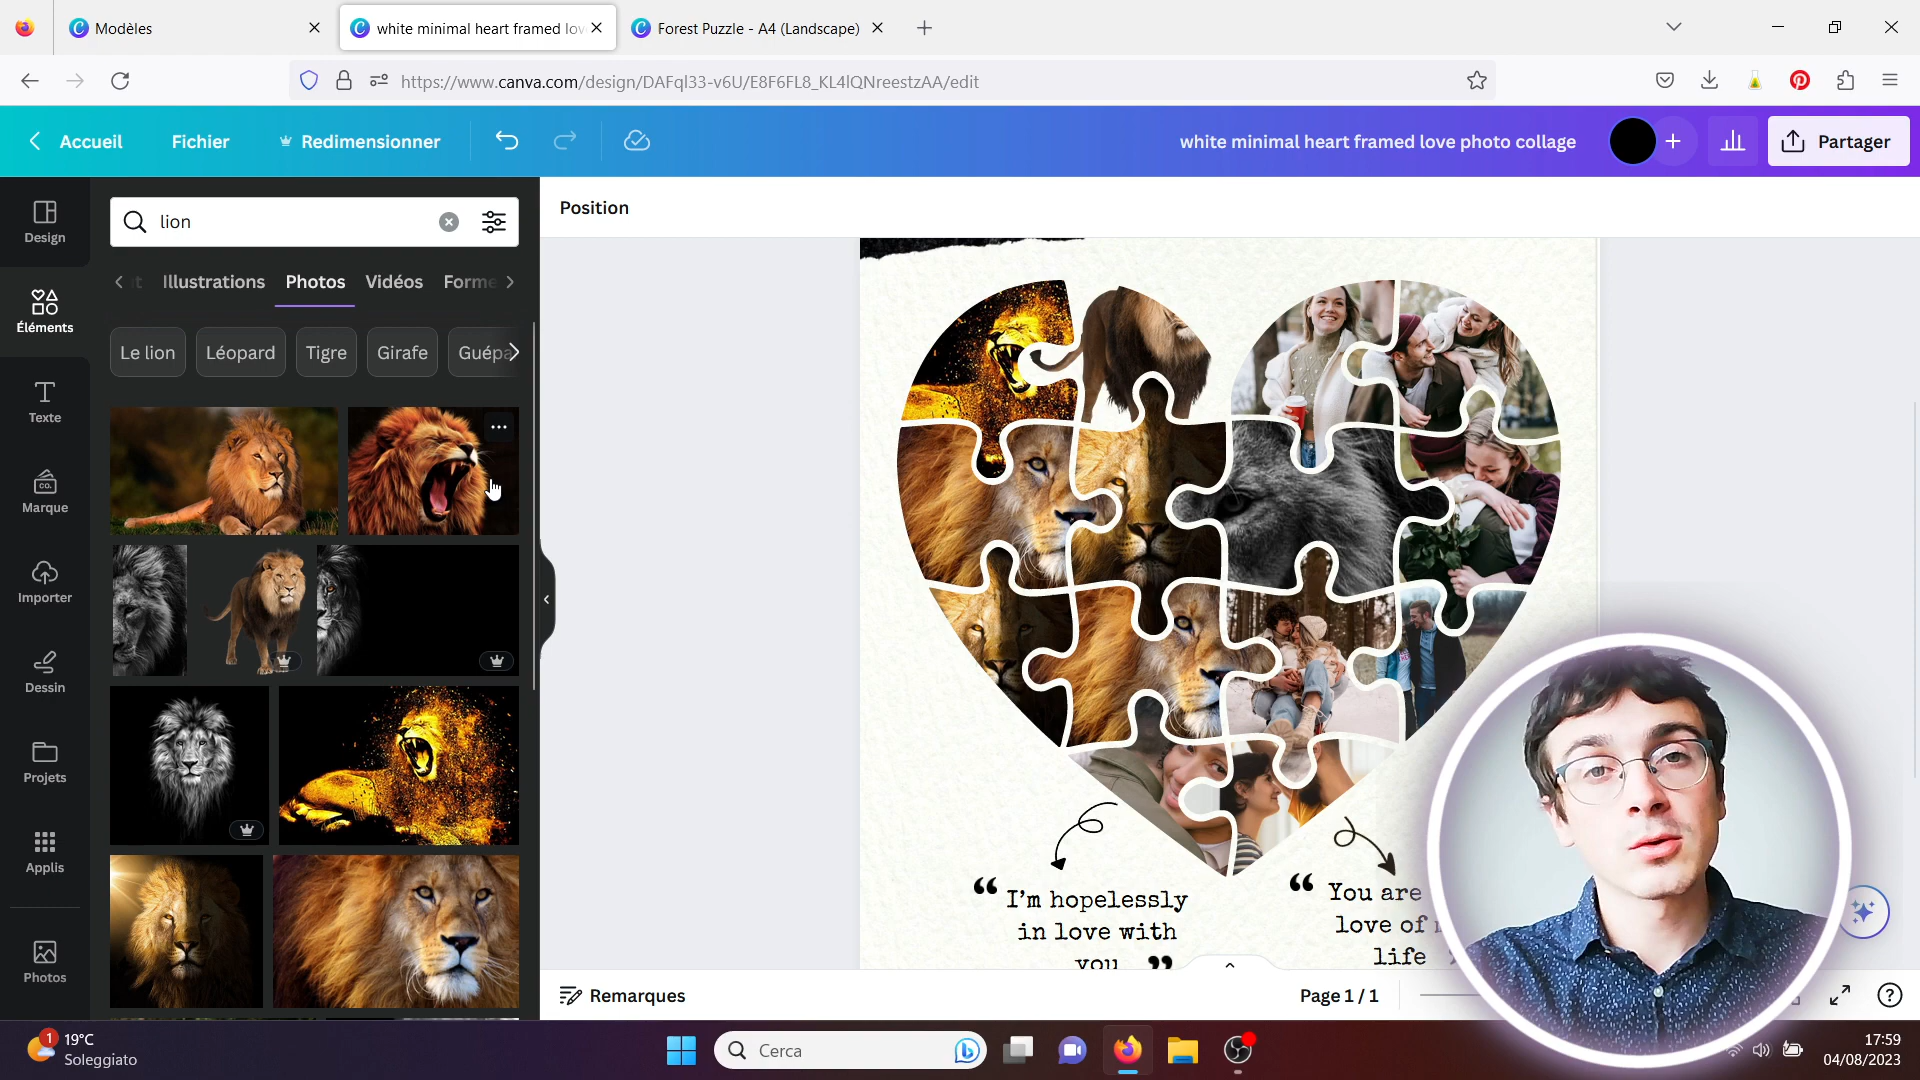 Modèles
white minimal heart framed lov
Forest Puzzle - A4 (Landscape)
https://www.canva.com/design/DAFql33-v6U/E8F6FL8_KL4lQNreestzAA/edit
Accueil
Fichier
Redimensionner
white minimal heart framed love photo collage
Partager
Design
Éléments
Texte
CO.
Marque
Importer
Dessin
Projets
Applis
Photos
lion
Illustrations
Photos
Vidéos
Forme
Le lion
Léopard
Tigre
Girafe
Guépa
Position
“ I’m hopelessly
in love with
you ”
“ You are
love of
life
Remarques
Page 1 / 1
1
19°C
Soleggiato
Cerca
17:59
04/08/2023